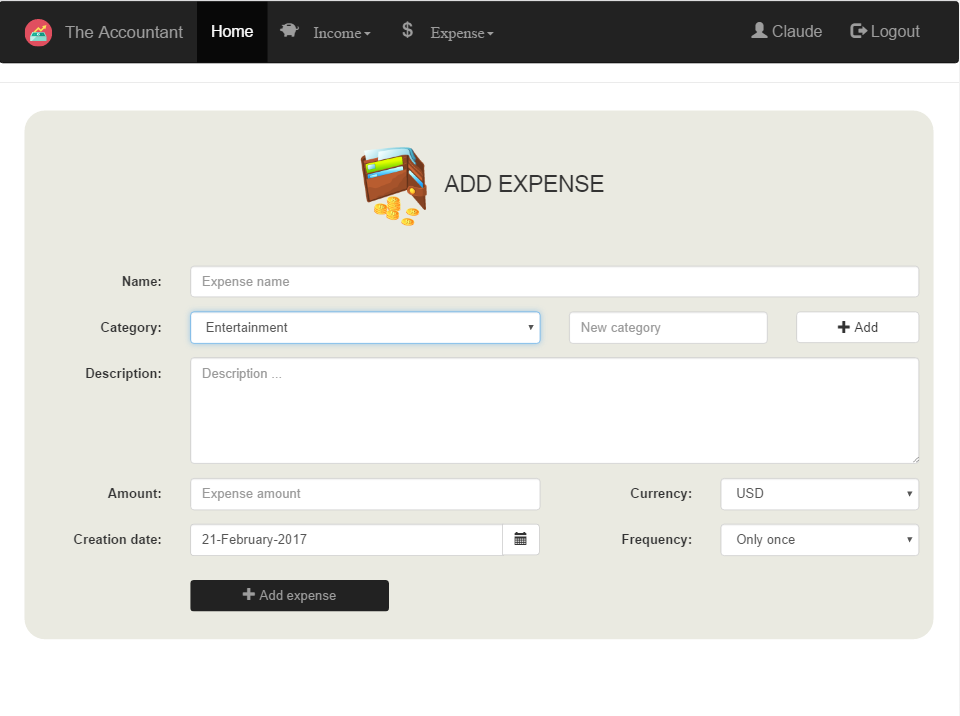 The Accountant Home Income $ Expense Claude Logout
ADD EXPENSE
Name: Expense name
Category: Entertainment New category Add
Description: Description ...
Amount: Expense amount Currency: USD
Creation date: 21-February-2017 Frequency: Only once
Add expense